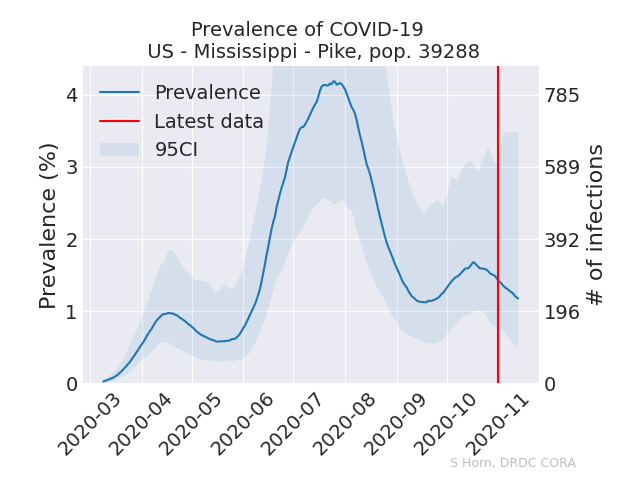 Prevalence of COVID-19
US - Mississippi - Pike, pop. 39288
Prevalence
Latest data
95CI
Prevalence (%)
4
3
2
1
0
785
589
392
196
0
# of infections
2020-03
2020-04
2020-05
2020-06
2020-07
2020-08
2020-09
2020-10
2020-11
S Horn, DRDC CORA